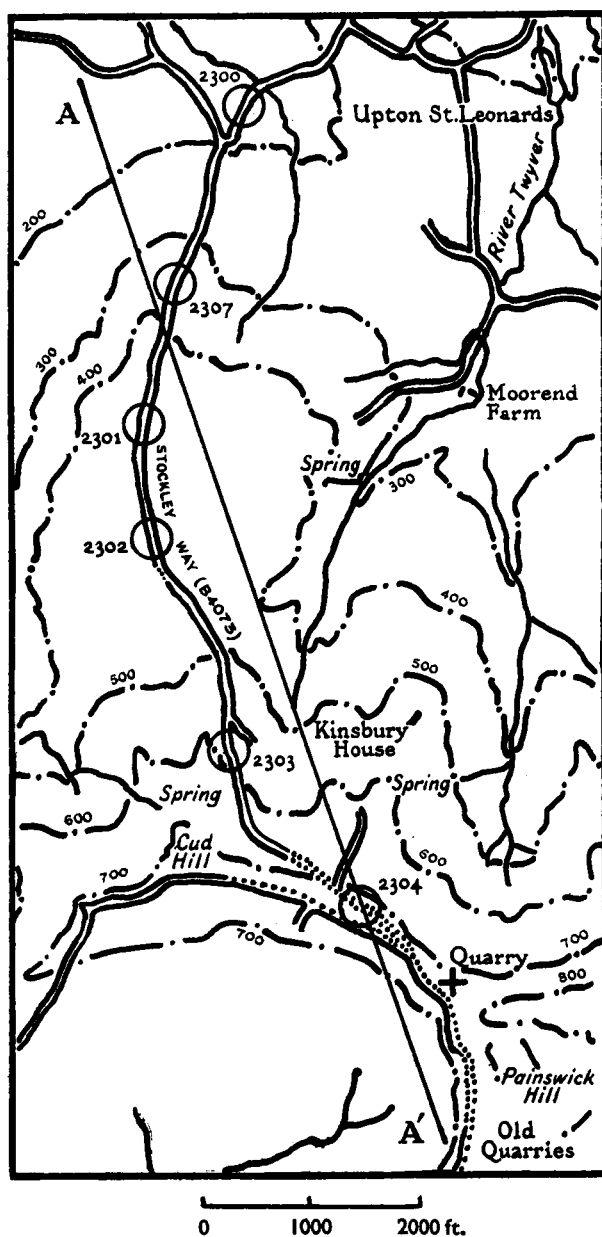 2300
A
Upton St.Leonards
River Twyver
200
2307
300
400
Moorend
Farm
2301
STOCKLEY
WAY (B4073)
Spring
300
2302
400
500
500
Kinsbury
House
2303
Spring
Spring
600
Cud
Hill
600
700
2304
700
Quarry
700
800
Painswick
Hill
A'
Old
Quarries
0 1000 2000 ft.